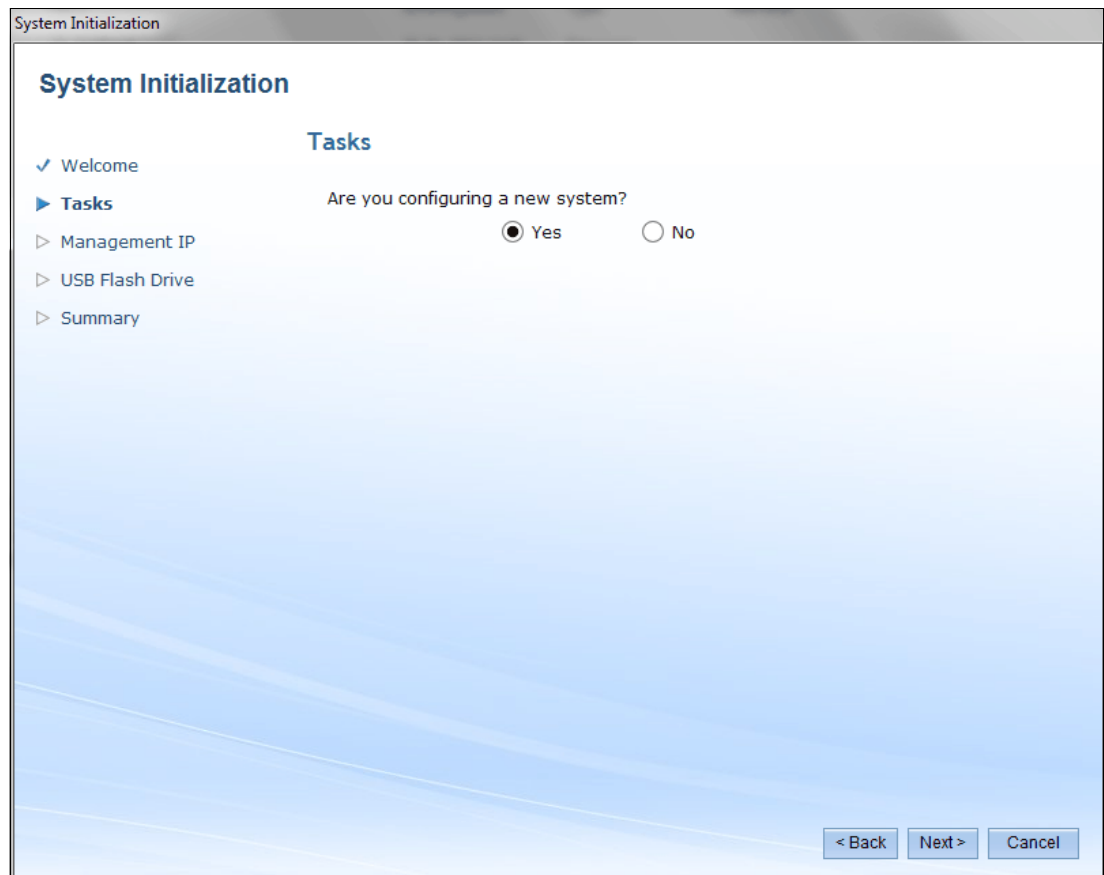 System Initialization
System Initialization
Welcome
Tasks
Management IP
USB Flash Drive
Summary
Tasks
Are you configuring a new system?
Yes No
< Back Next > Cancel